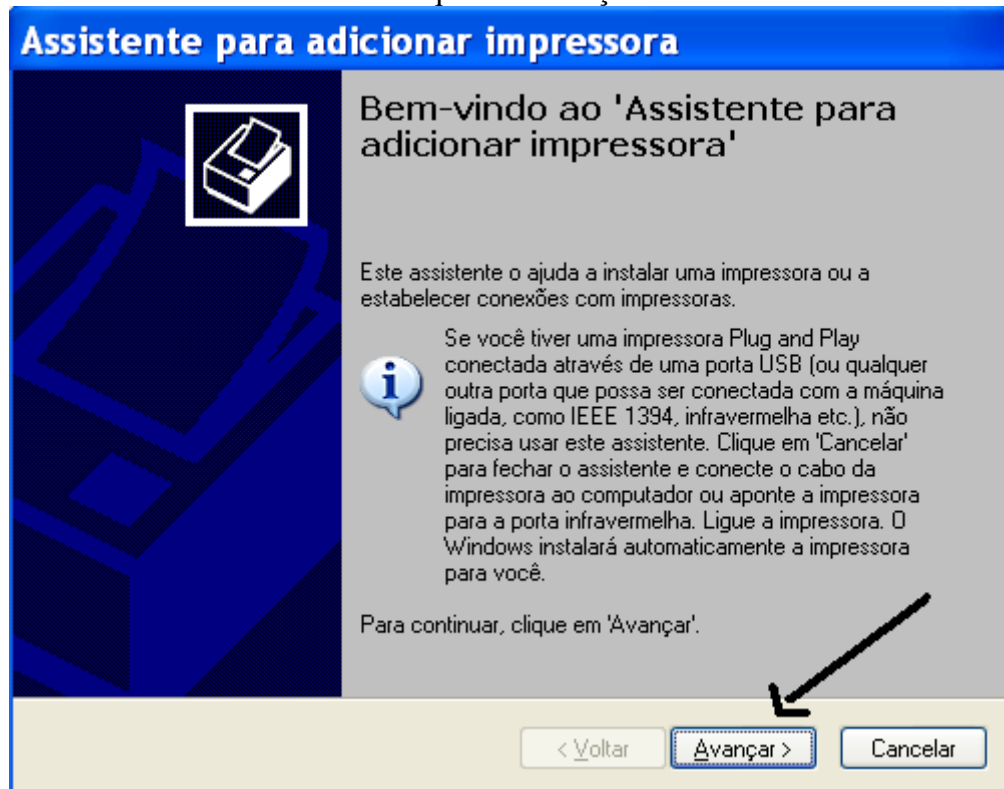 Assistente para adicionar impressora
Bem-vindo ao 'Assistente para
adicionar impressora'
Este assistente o ajuda a instalar uma impressora ou a
estabelecer conexões com impressoras.
Se você tiver uma impressora Plug and Play
conectada através de uma porta USB (ou qualquer
outra porta que possa ser conectada com a máquina
ligada, como IEEE 1394, infravermelha etc.), não
precisa usar este assistente. Clique em 'Cancelar'
para fechar o assistente e conecte o cabo da
impressora ao computador ou aponte a impressora
para a porta infravermelha. Ligue a impressora. O
Windows instalará automaticamente a impressora
para você.
Para continuar, clique em 'Avançar'.
< Voltar
Avançar >
Cancelar